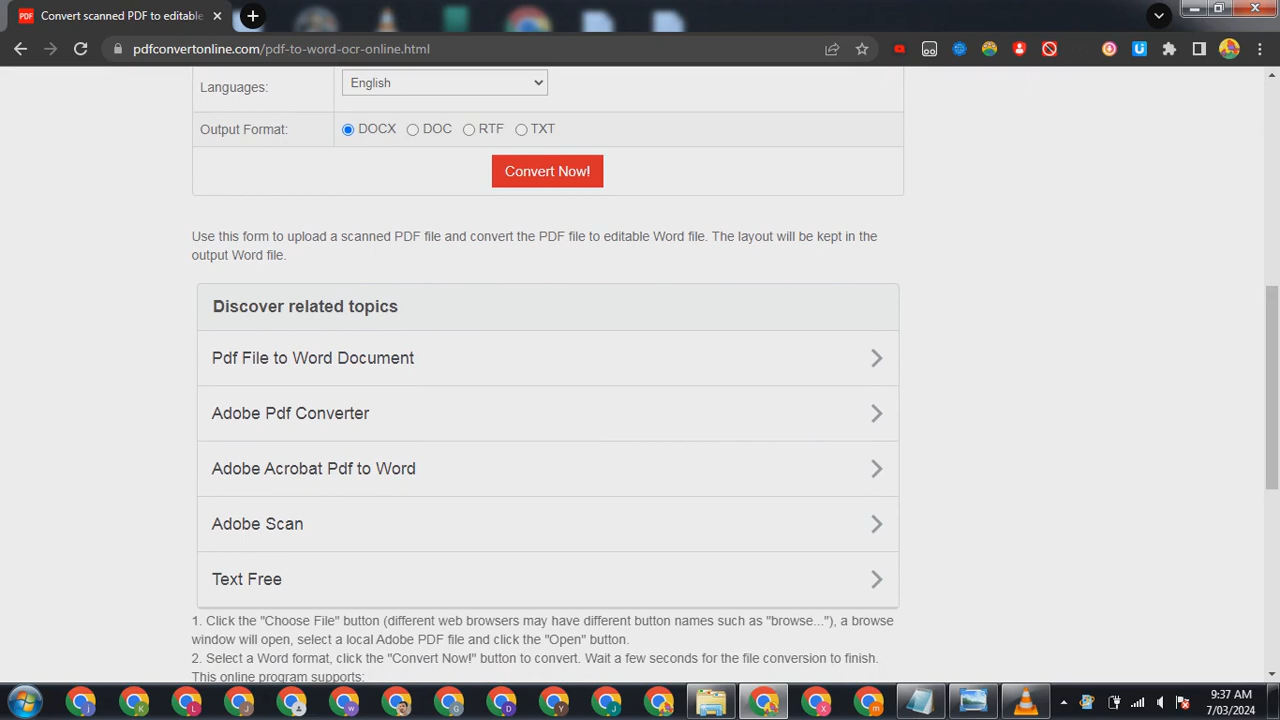 PDF Convert scanned PDF to editable
pdfconvertonline.com/pdf-to-word-ocr-online.html
Languages: English
Output Format: DOCX DOC RTF TXT
Convert Now!
Use this form to upload a scanned PDF file and convert the PDF file to editable Word file. The layout will be kept in the
output Word file.
Discover related topics
Pdf File to Word Document
Adobe Pdf Converter
Adobe Acrobat Pdf to Word
Adobe Scan
Text Free
1. Click the "Choose File" button (different web browsers may have different button names such as "browse..."), a browse
window will open, select a local Adobe PDF file and click the "Open" button.
2. Select a Word format, click the "Convert Now!" button to convert. Wait a few seconds for the file conversion to finish.
This online program supports:
9:37 AM
7/03/2024